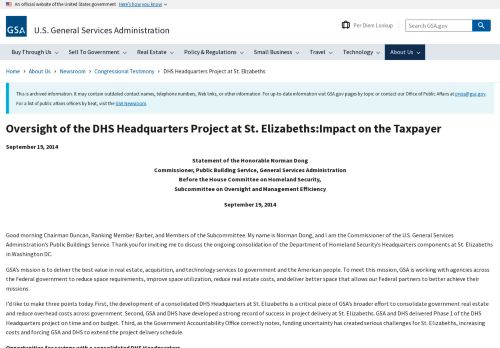 An official website of the United States government Here's how you know
GSA
U.S. General Services Administration
Per Diem Lookup
Search GSA.gov
Buy Through Us
Sell To Government
Real Estate
Policy & Regulations
Small Business
Travel
Technology
About Us
Home › About Us › Newsroom › Congressional Testimony › DHS Headquarters Project at St. Elizabeths
This is archived information. It may contain outdated contact names, telephone numbers, Web links, or other information. For up-to-date information visit GSA.gov pages by topic or contact our Office of Public Affairs at press@gsa.gov.
For a list of public affairs officers by beat, visit the GSA Newsroom.
Oversight of the DHS Headquarters Project at St. Elizabeths:Impact on the Taxpayer
September 19, 2014
Statement of the Honorable Norman Dong
Commissioner, Public Building Service, General Services Administration
Before the House Committee on Homeland Security,
Subcommittee on Oversight and Management Efficiency
September 19, 2014
Good morning Chairman Duncan, Ranking Member Barber, and Members of the Subcommittee. My name is Norman Dong, and I am the Commissioner of the U.S. General Services
Administration's Public Buildings Service. Thank you for inviting me to discuss the ongoing consolidation of the Department of Homeland Security's Headquarters components at St. Elizabeths
in Washington DC.
GSA's mission is to deliver the best value in real estate, acquisition, and technology services to government and the American people. To meet this mission, GSA is working with agencies across
the Federal government to reduce space requirements, improve space utilization, reduce real estate costs, and deliver better space that allows our Federal partners to better achieve their
missions.
I'd like to make three points today. First, the development of a consolidated DHS Headquarters at St. Elizabeths is a critical piece of GSA's broader effort to consolidate government real estate
and reduce overhead costs across government. Second, GSA and DHS have developed a strong record of success in project delivery at St. Elizabeths. GSA and DHS delivered Phase 1 of the DHS
Headquarters project on time and on budget. Third, as the Government Accountability Office correctly notes, funding uncertainty has created serious challenges for St. Elizabeths, increasing
costs and forcing GSA and DHS to extend the project delivery schedule.